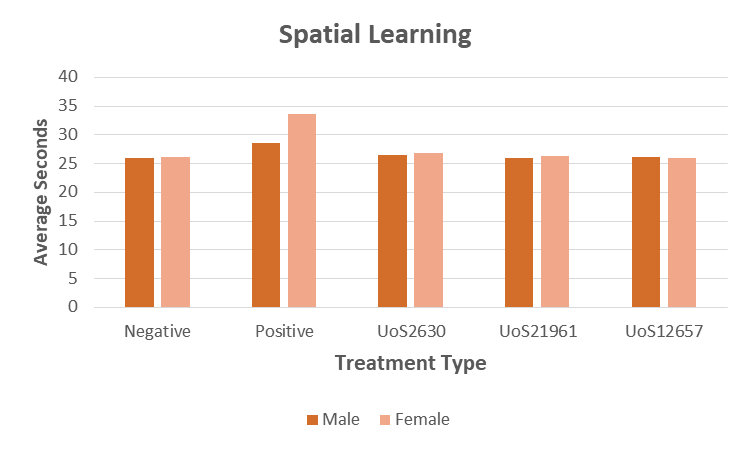 Spatial Learning
40
35
30
25
20
15
10
5
0
Average Seconds
Negative Positive UoS2630 UoS21961 UoS12657
Treatment Type
Male Female